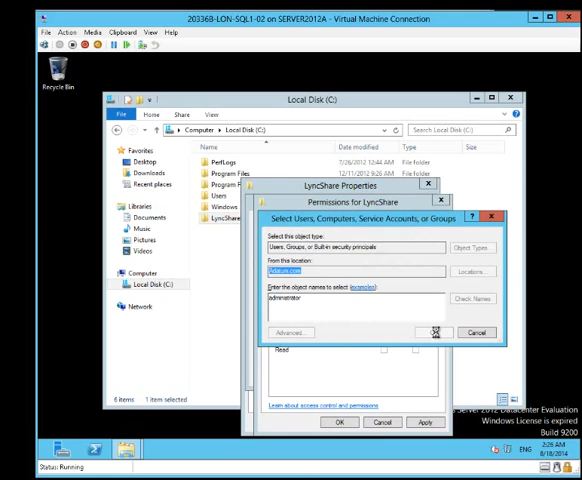 20336B-LON-SQL1-02 on SERVER2012A - Virtual Machine Connection
File Action Media Clipboard View Help
Recycle Bin
Local Disk (C:)
File Home Share View
Computer Local Disk (C:)
Search Local Disk (C:)
Favorites
Desktop
Downloads
Recent places
Libraries
Documents
Music
Pictures
Videos
Computer
Local Disk (C:)
Network
Name Date modified Type Size
PerfLogs 7/26/2012 12:44 AM File folder
Program Files 12/11/2012 9:26 AM File folder
Program F
Users
Windows
LyncShare
LyncShare Properties
Permissions for LyncShare
Select Users, Computers, Service Accounts, or Groups
Select this object type:
Users, Groups, or Built-in security principals
Object Types...
From this location:
Adatum.com
Locations...
Enter the object names to select (examples):
administrator
Check Names
Advanced...
Cancel
Read
Learn about access control and permissions
OK Cancel Apply
6 items 1 item selected
Server 2012 Datacenter Evaluation
Windows License is expired
Build 9200
ENG
2:26 AM
8/18/2014
Status: Running